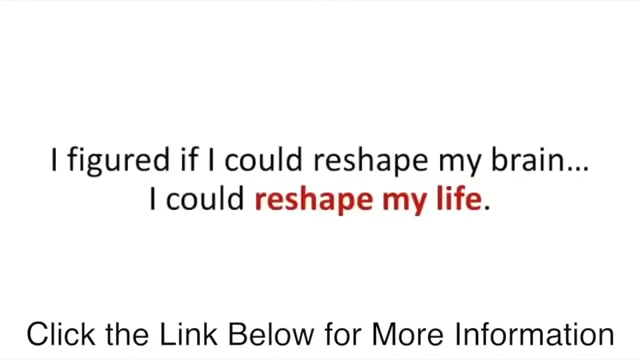 I figured if I could reshape my brain...
I could reshape my life.
Click the Link Below for More Information